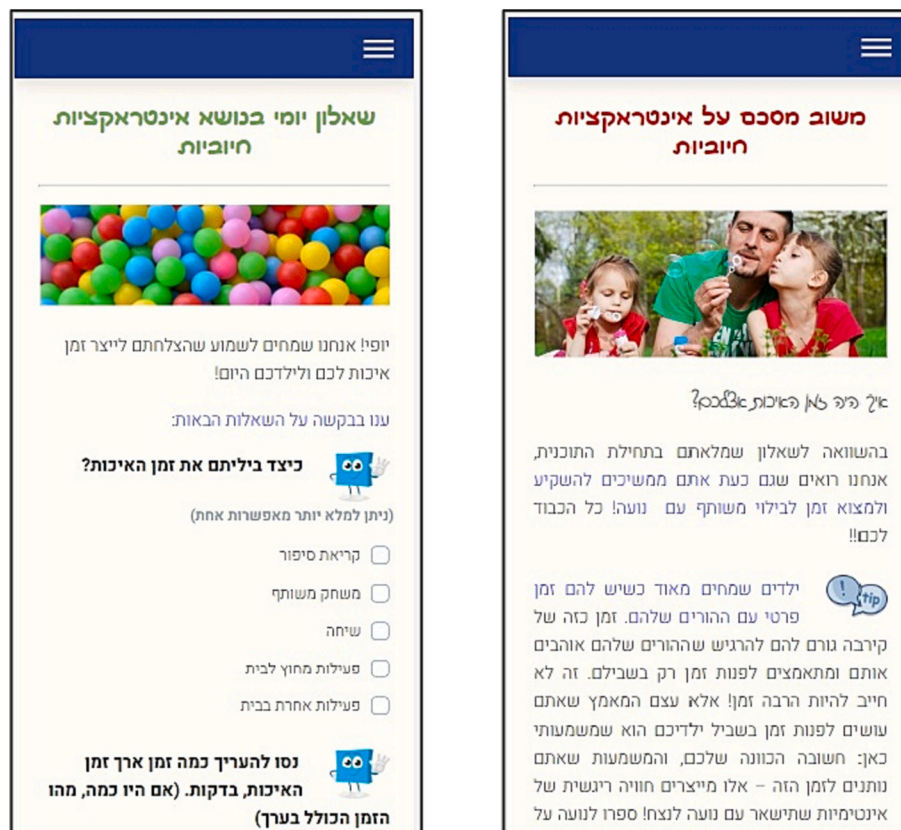 שאלון יומי בנושא אינטראקציות
חיוביות
יופי! אנחנו שמחים לשמוע שהצלחתם לייצר זמן
איכות לכם ולילדכם היום!
ענו בבקשה על השאלות הבאות:
כיצד ביליתם את זמן האיכות?
(ניתן למלא יותר מאפשרות אחת)
קריאת סיפור
משחק משותף
שיחה
פעילות מחוץ לבית
פעילות אחרת בבית
נסו להעריך כמה זמן ארך זמן
האיכות, בדקות. (אם היו כמה, מהו
הזמן הכולל בערך)
משוב מסכם על אינטראקציות
חיוביות
איך היה זמן האיכות אצלכם?
בהשוואה לשאלון שמלאתם בתחילת התוכנית,
אנחנו רואים שגם כעת אתם ממשיכים להשקיע
ולמצוא זמן לבילוי משותף עם נועה! כל הכבוד
לכם!!
tip
ילדים שמחים מאוד כשיש להם זמן
פרטי עם ההורים שלהם. זמן כזה של
קירבה גורם להם להרגיש שההורים שלהם אוהבים
אותם ומתאמצים לפנות זמן רק בשבילם. זה לא
חייב להיות הרבה זמן! אלא עצם המאמץ שאתם
עושים לפנות זמן בשביל ילדיכם הוא שמשמעותי
כאן: חשובה הכוונה שלכם, והמשמעות שאתם
נותנים לזמן הזה – אלו מייצרים חוויה ריגשית של
אינטימיות שתישאר עם נועה לנצח! ספרו לנועה על